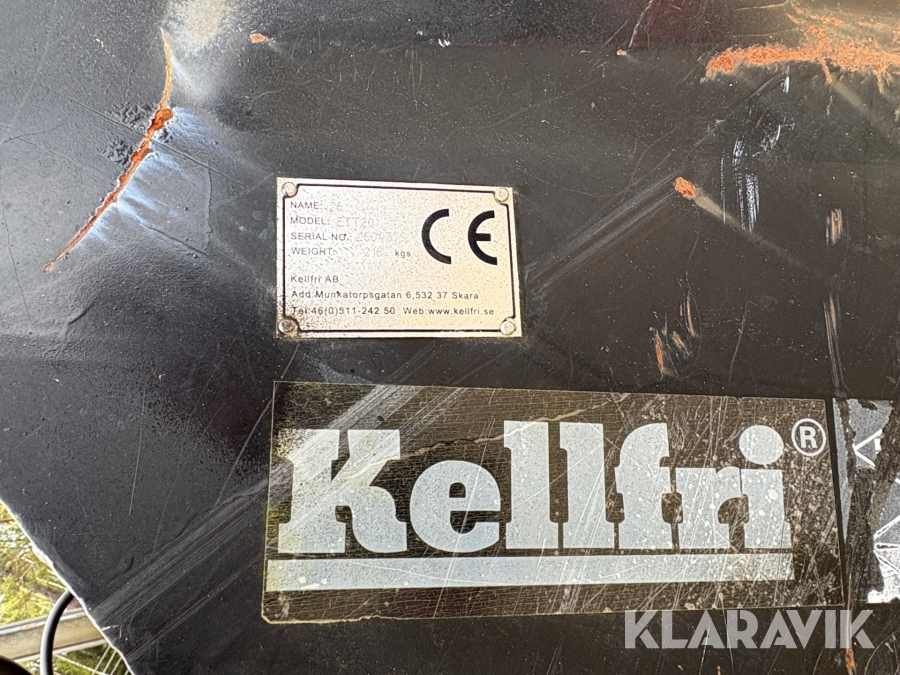 NAME:
MODEL: ETT20
SERIAL NO.
WEIGHT: kgs
CE
Kellfri AB
Add.Munkatorpsgatan 6,532 37 Skara
Tel:46(0)511-242 50 Web:www.kellfri.se
Kellfri®
KLARAVIK